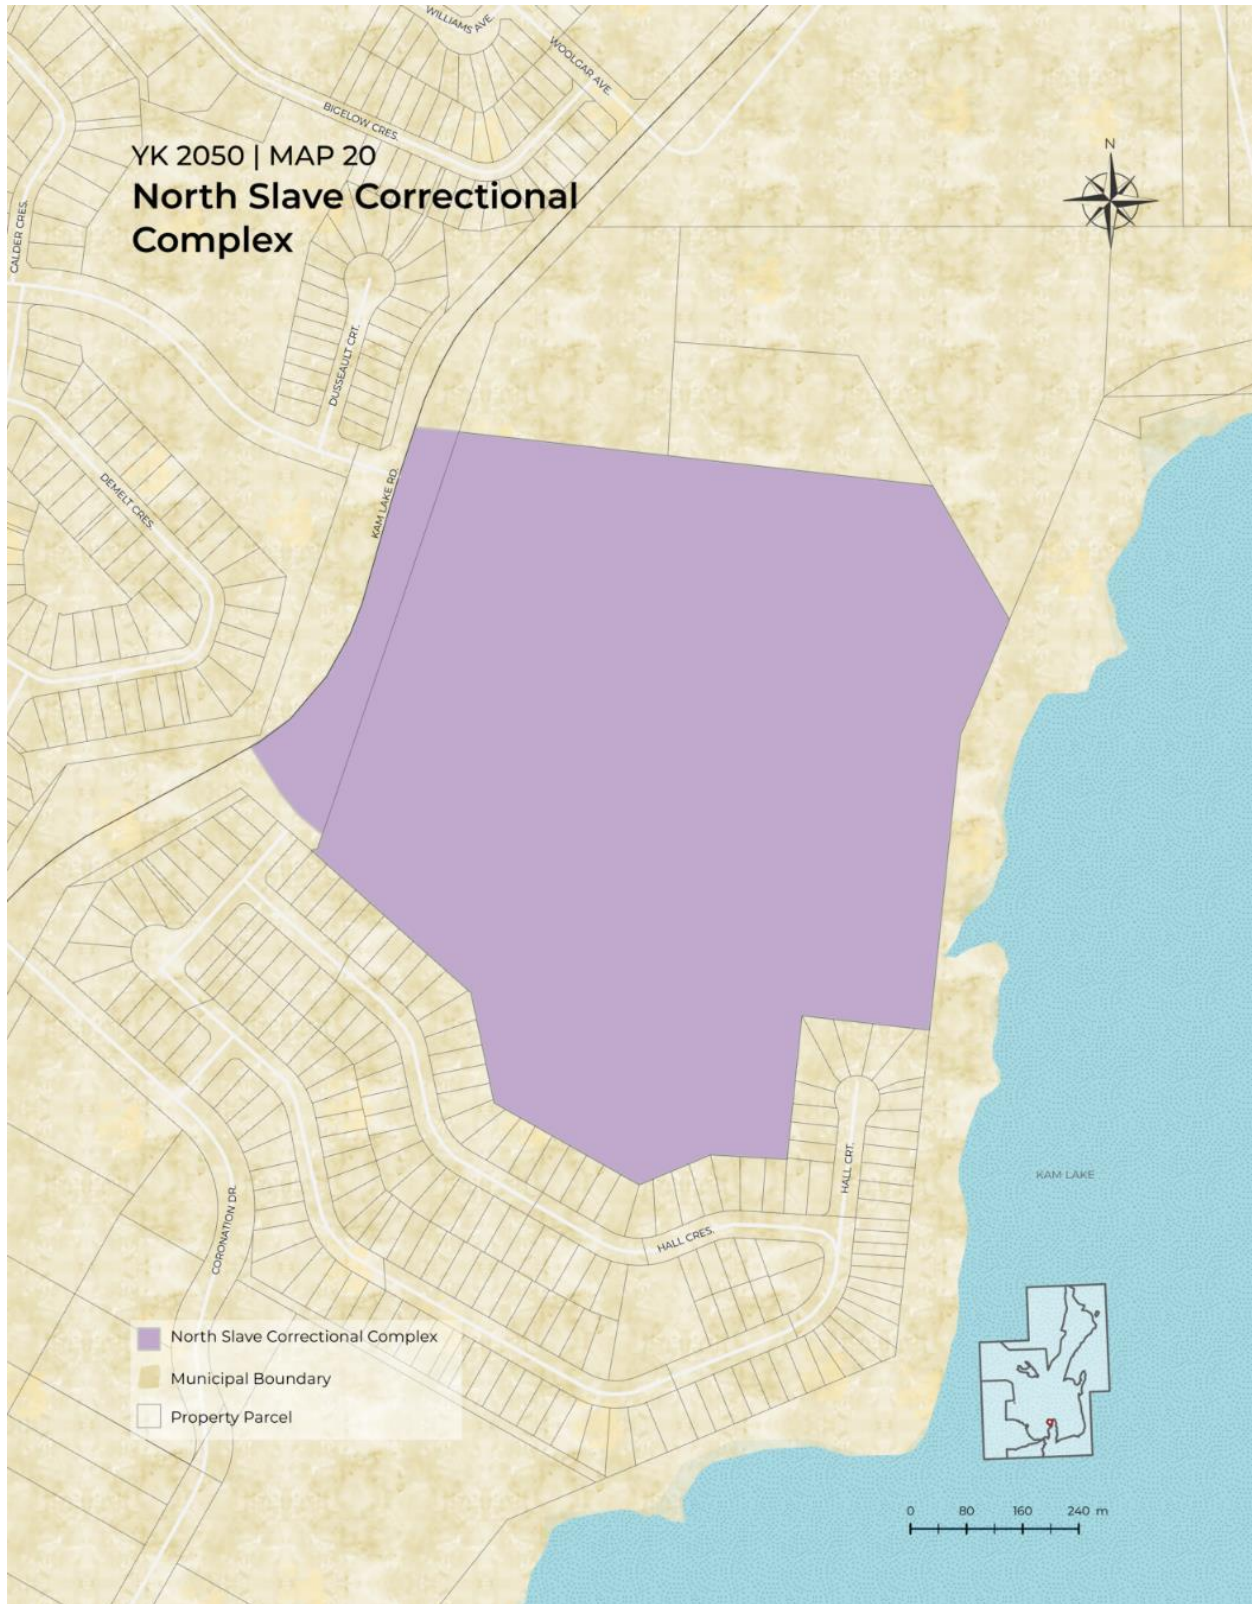 WILLIAMS AVE.
WOOLGAR AVE.
BIGELOW CRES.
YK 2050 | MAP 20
North Slave Correctional
Complex
N
CALDER CRES.
DUSSEAULT CRT.
KAM LAKE RD.
DEMELT CRES.
HALL CRT.
KAM LAKE
CORONATION DR.
HALL CRES.
North Slave Correctional Complex
Municipal Boundary
Property Parcel
0 80 160 240 m